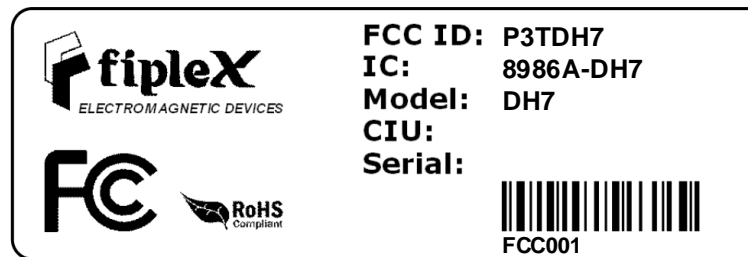 fipleX
ELECTROMAGNETIC DEVICES
FC
RoHS
Compliant
FCC ID: P3TDH7
IC: 8986A-DH7
Model: DH7
CIU:
Serial:
FCC001